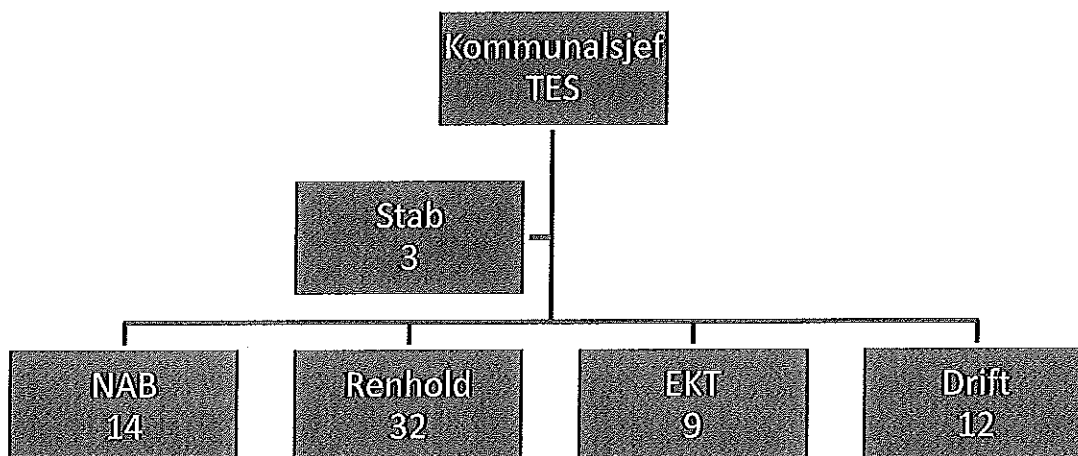 Kommunalsjef
TES
Stab
3
NAB
14
Renhold
32
EKT
9
Drift
12